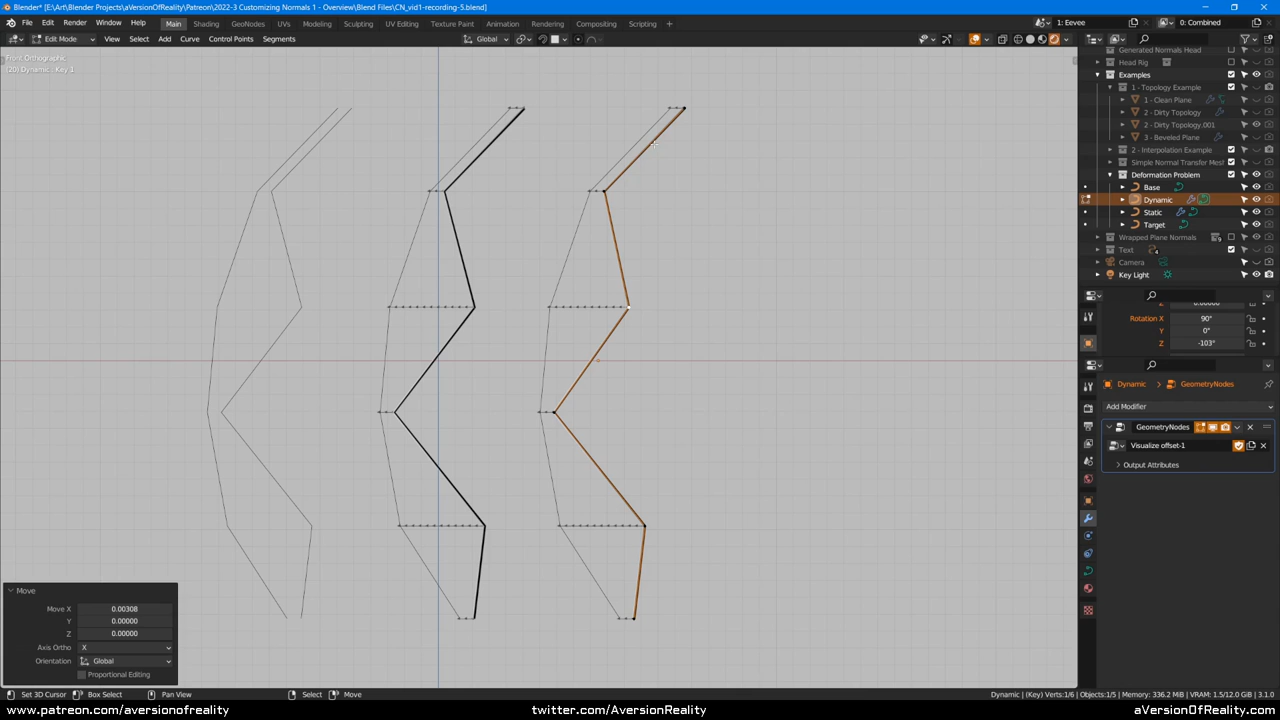 Blender* [E:\Art\Blender Projects\aVersionOfReality\Patreon\2022-3 Customizing Normals 1 - Overview\Blend Files\CN_vid1-recording-5.blend]
File Edit Render Window Help Main Shading GeoNodes UVs Modeling Sculpting Texture Paint Animation Rendering Compositing Scripting + 1: Eevee 0: Combined
Edit Mode View Select Add Curve Control Points Segments Global
Front Orthographic
(20) Dynamic : Key 1
Generated Normals Head
Head Rig
Examples
1 - Topology Example
1 - Clean Plane
2 - Dirty Topology
2 - Dirty Topology.001
3 - Beveled Plane
2 - Interpolation Example
Simple Normal Transfer Mesh
Deformation Problem
Base
Dynamic
Static
Target
Wrapped Plane Normals
Text
Camera
Key Light
Z 0.00000
Rotation X 90°
Y 0°
Z -103°
Dynamic > GeometryNodes
Add Modifier
GeometryNodes
Visualize offset-1
Output Attributes
Move
Move X 0.00308
Y 0.00000
Z 0.00000
Axis Ortho X
Orientation Global
Proportional Editing
Set 3D Cursor Box Select Pan View Select Move Dynamic | (Key) Verts:1/6 | Objects:1/5 | Memory: 336.2 MiB | VRAM: 1.5/12.0 GiB | 3.1.0
www.patreon.com/aversionofreality twitter.com/AversionReality aVersionOfReality.com